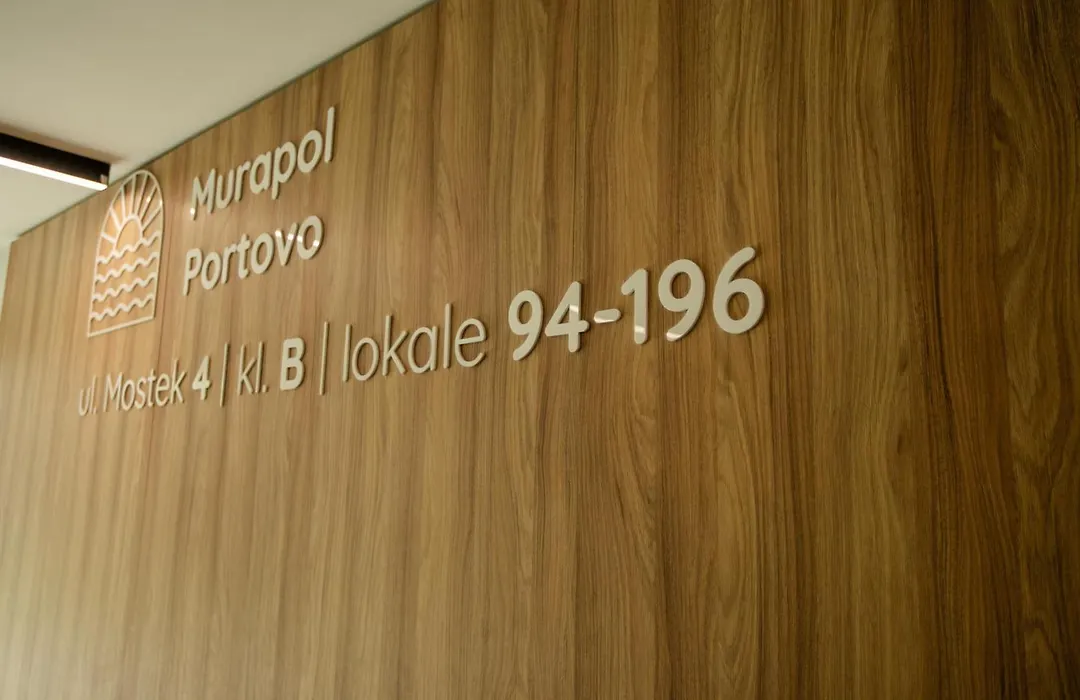 Murapol
Portovo
ul. Mostek 4 | kl. B | lokale 94-196